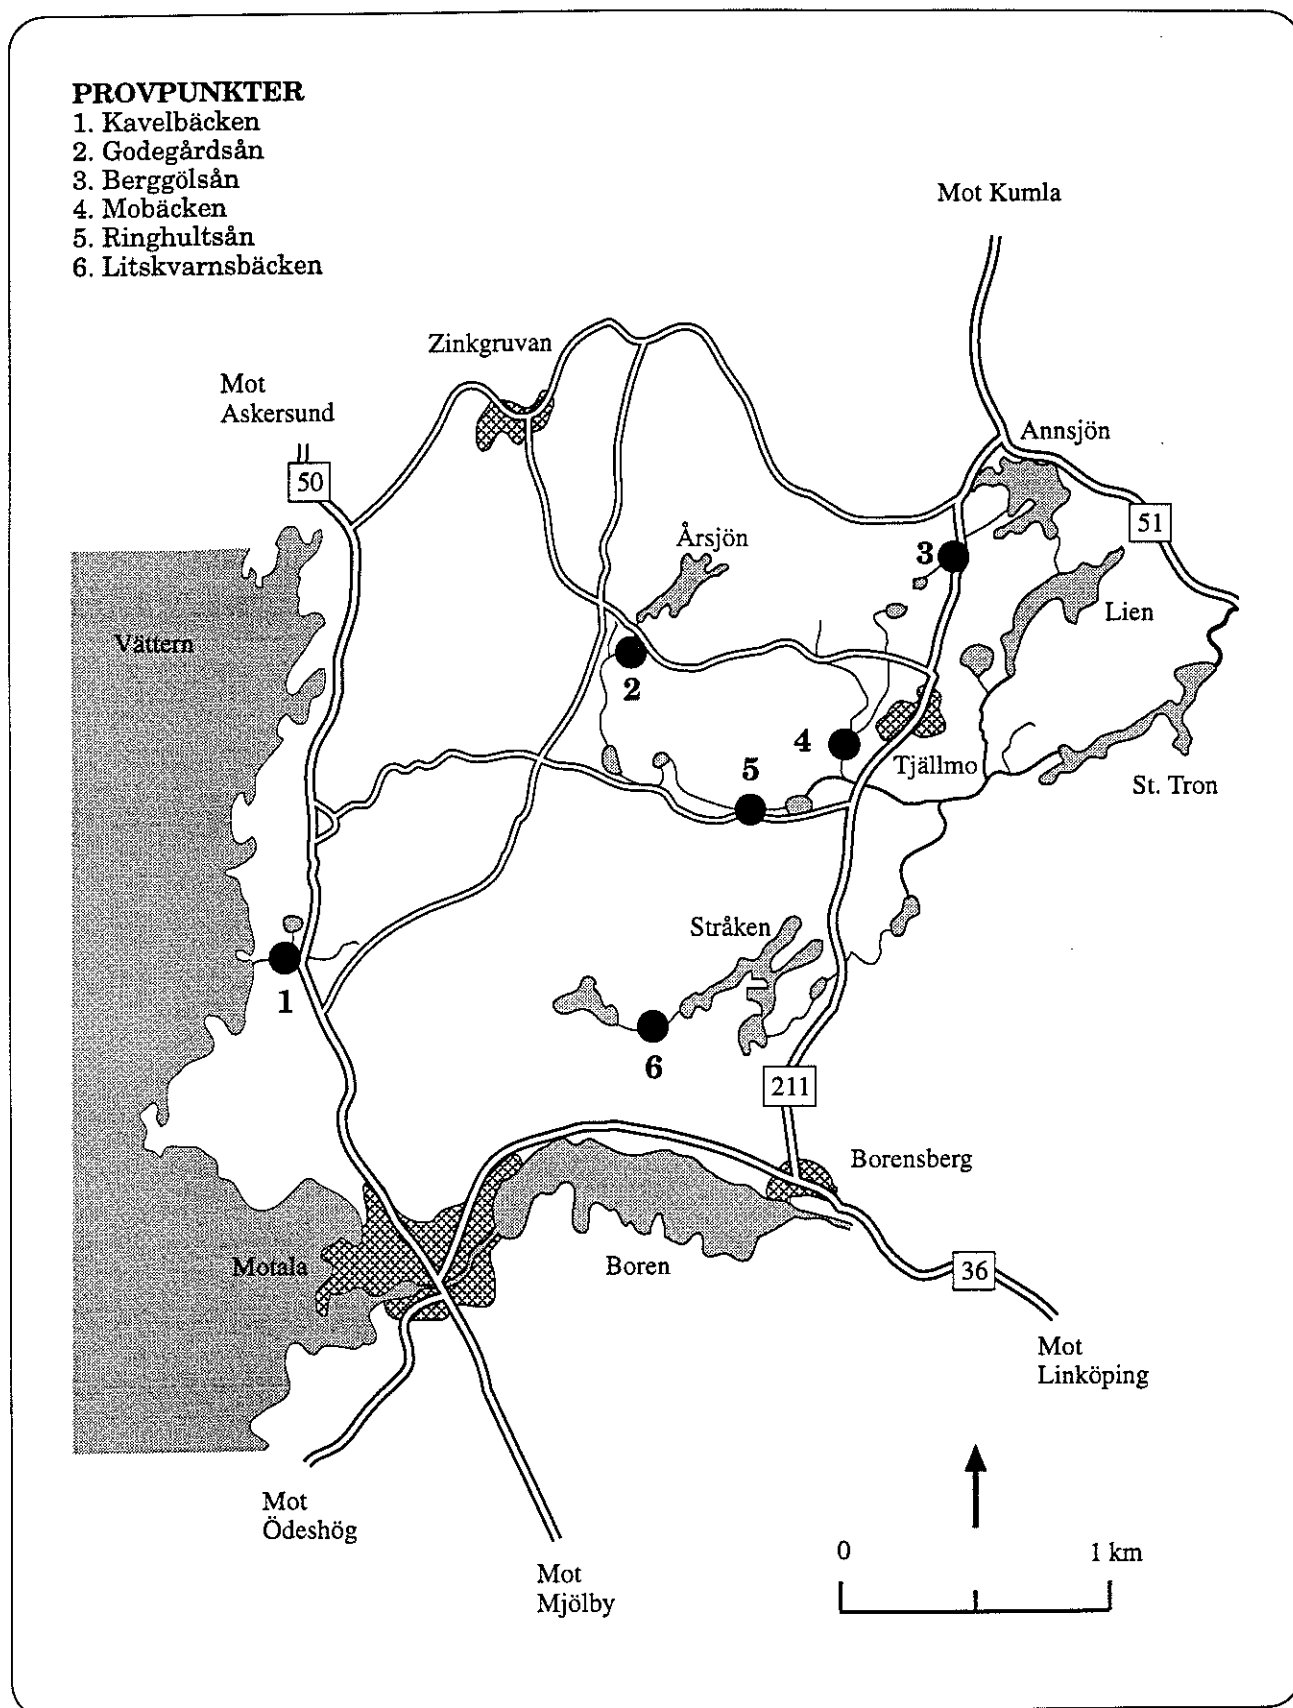 PROVPUNKTER
1. Kavelbäcken
2. Godegårdsån
3. Berggölsån
4. Mobäcken
5. Ringhultsån
6. Litskvarnsbäcken
Mot Kumla
Zinkgruvan
Mot
Askersund
Annsjön
50
51
Årsjön
3
Lien
Vättern
2
4
5
Tjällmo
St. Tron
Stråken
1
6
211
Borensberg
Motala
Boren
36
Mot
Linköping
Mot
Ödeshög
0 1 km
Mot
Mjölby